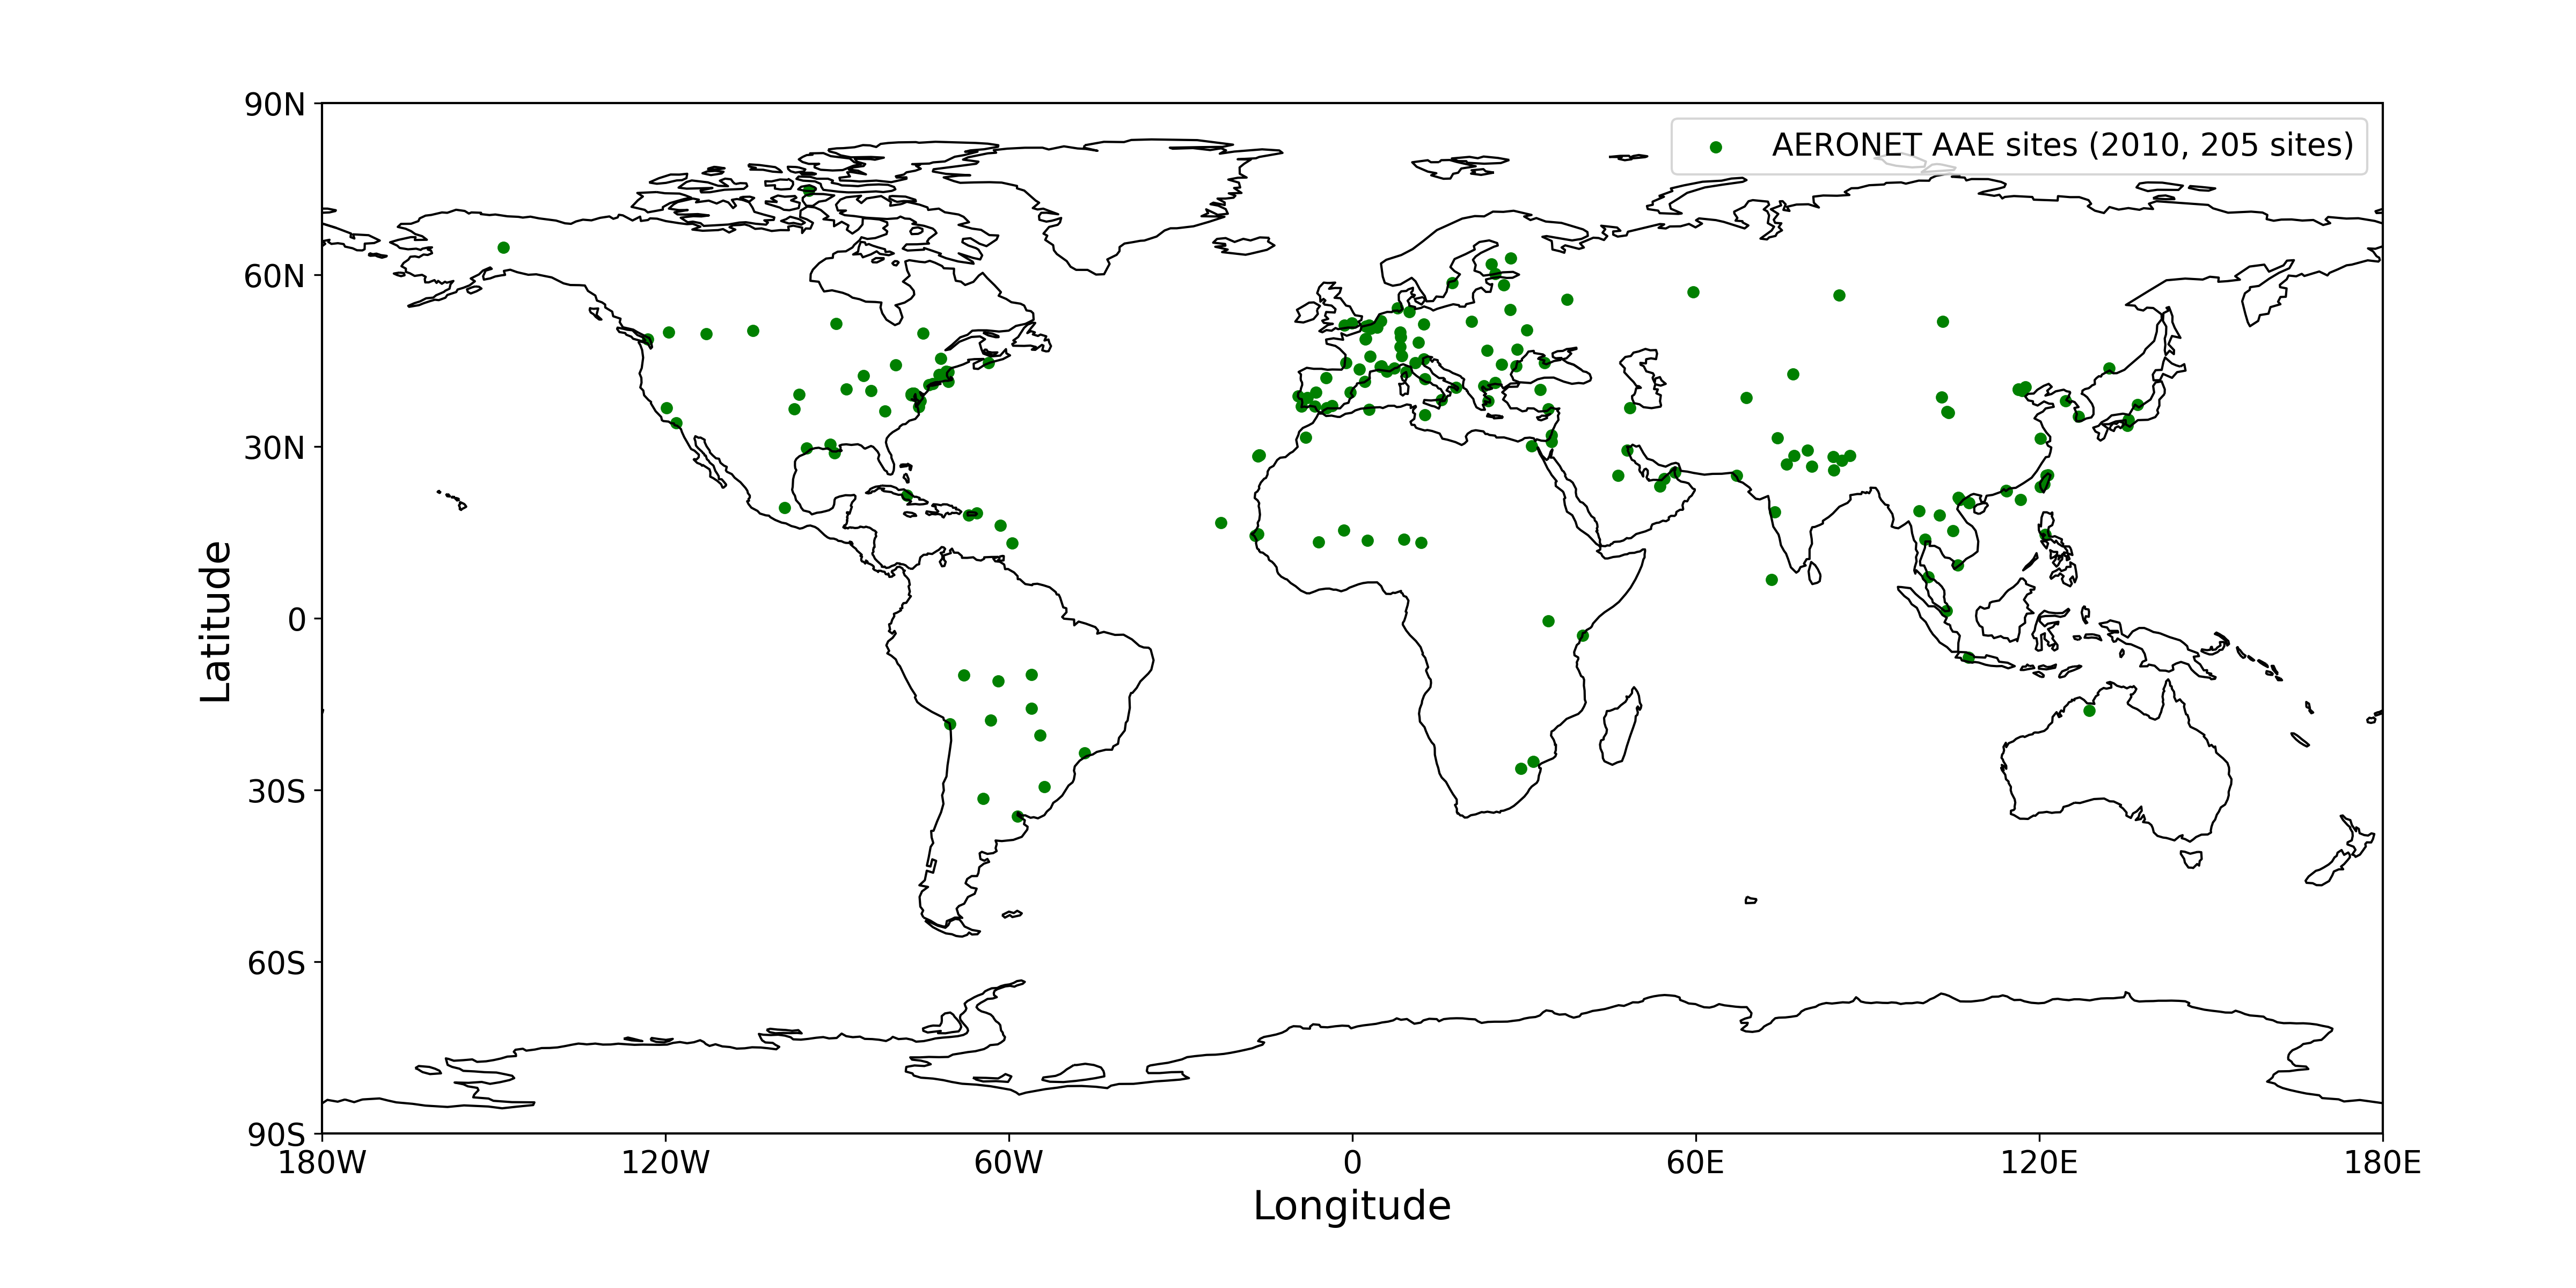 AERONET AAE sites (2010, 205 sites)
90N
60N
30N
0
30S
60S
90S
Latitude
180W
120W
60W
0
60E
120E
180E
Longitude